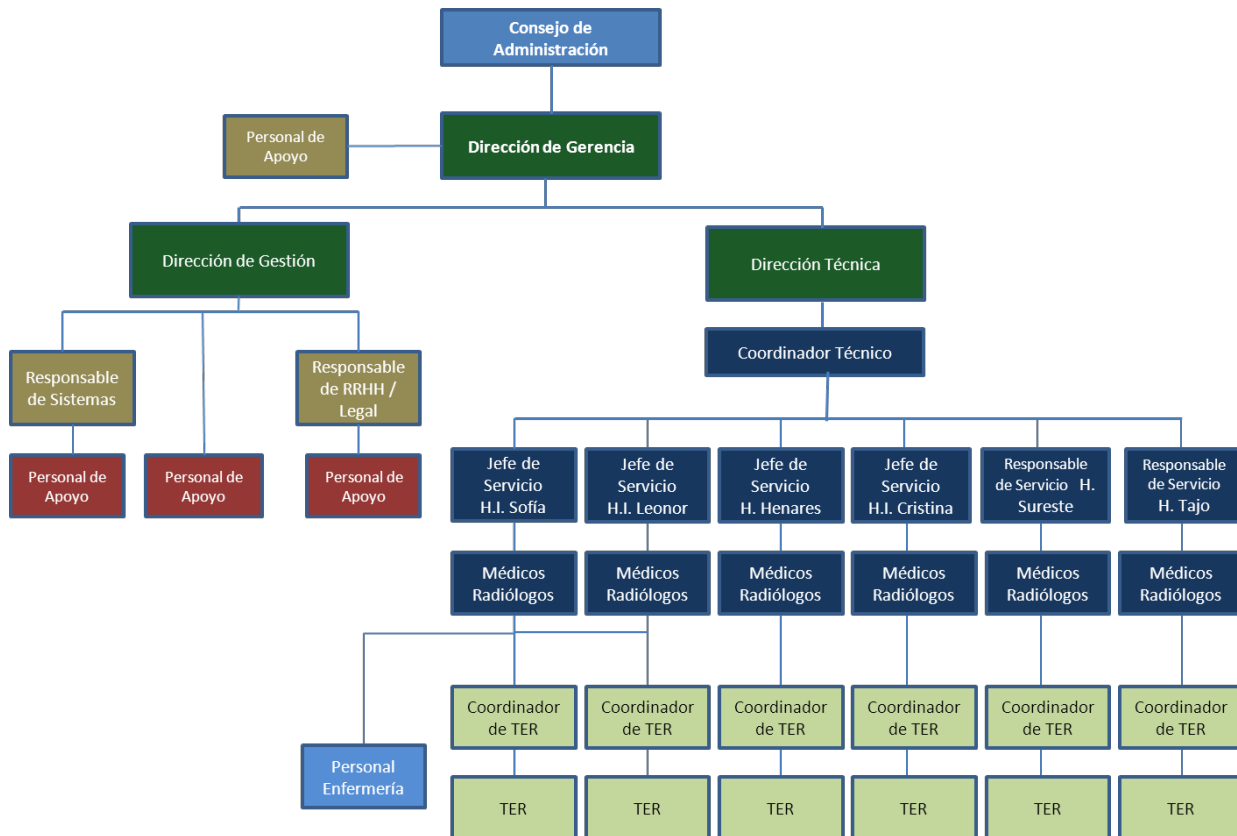 Consejo de
Administración
Personal de
Apoyo
Dirección de Gerencia
Dirección de Gestión
Dirección Técnica
Coordinador Técnico
Responsable
de Sistemas
Responsable
de RRHH /
Legal
Personal de
Apoyo
Personal de
Apoyo
Personal de
Apoyo
Jefe de
Servicio
H.I. Sofía
Jefe de
Servicio
H.I. Leonor
Jefe de
Servicio
H. Henares
Jefe de
Servicio
H.I. Cristina
Responsable
de Servicio H.
Sureste
Responsable
de Servicio
H. Tajo
Médicos
Radiólogos
Médicos
Radiólogos
Médicos
Radiólogos
Médicos
Radiólogos
Médicos
Radiólogos
Médicos
Radiólogos
Coordinador
de TER
Coordinador
de TER
Coordinador
de TER
Coordinador
de TER
Coordinador
de TER
Coordinador
de TER
Personal
Enfermería
TER
TER
TER
TER
TER
TER